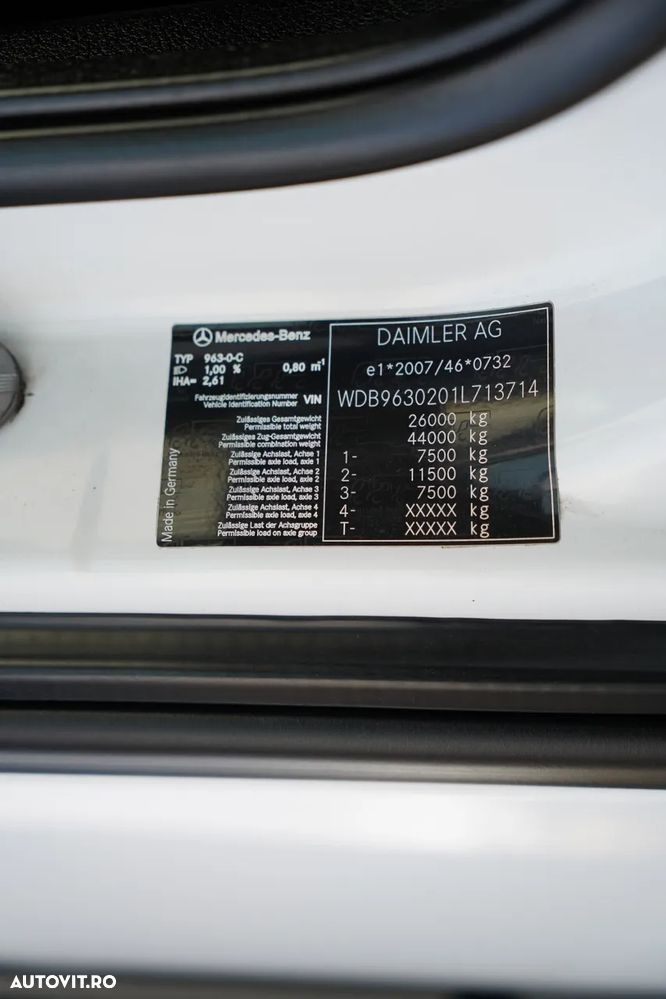 Mercedes-Benz
TYP 963-0-C
1,00 % 0,80 m⁻¹
IHA= 2,61
Fahrzeugidentifizierungsnummer
Vehicle Identification Number VIN
Zulässiges Gesamtgewicht
Permissible total weight
Zulässiges Zug-Gesamtgewicht
Permissible combination weight
Zulässige Achslast, Achse 1
Permissible axle load, axle 1
Zulässige Achslast, Achse 2
Permissible axle load, axle 2
Zulässige Achslast, Achse 3
Permissible axle load, axle 3
Zulässige Achslast, Achse 4
Permissible axle load, axle 4
Zulässige Last der Achsgruppe
Permissible load on axle group
Made in Germany
DAIMLER AG
e1*2007/46*0732
WDB9630201L713714
26000 kg
44000 kg
1- 7500 kg
2- 11500 kg
3- 7500 kg
4- XXXXX kg
T- XXXXX kg
AUTOVIT.RO